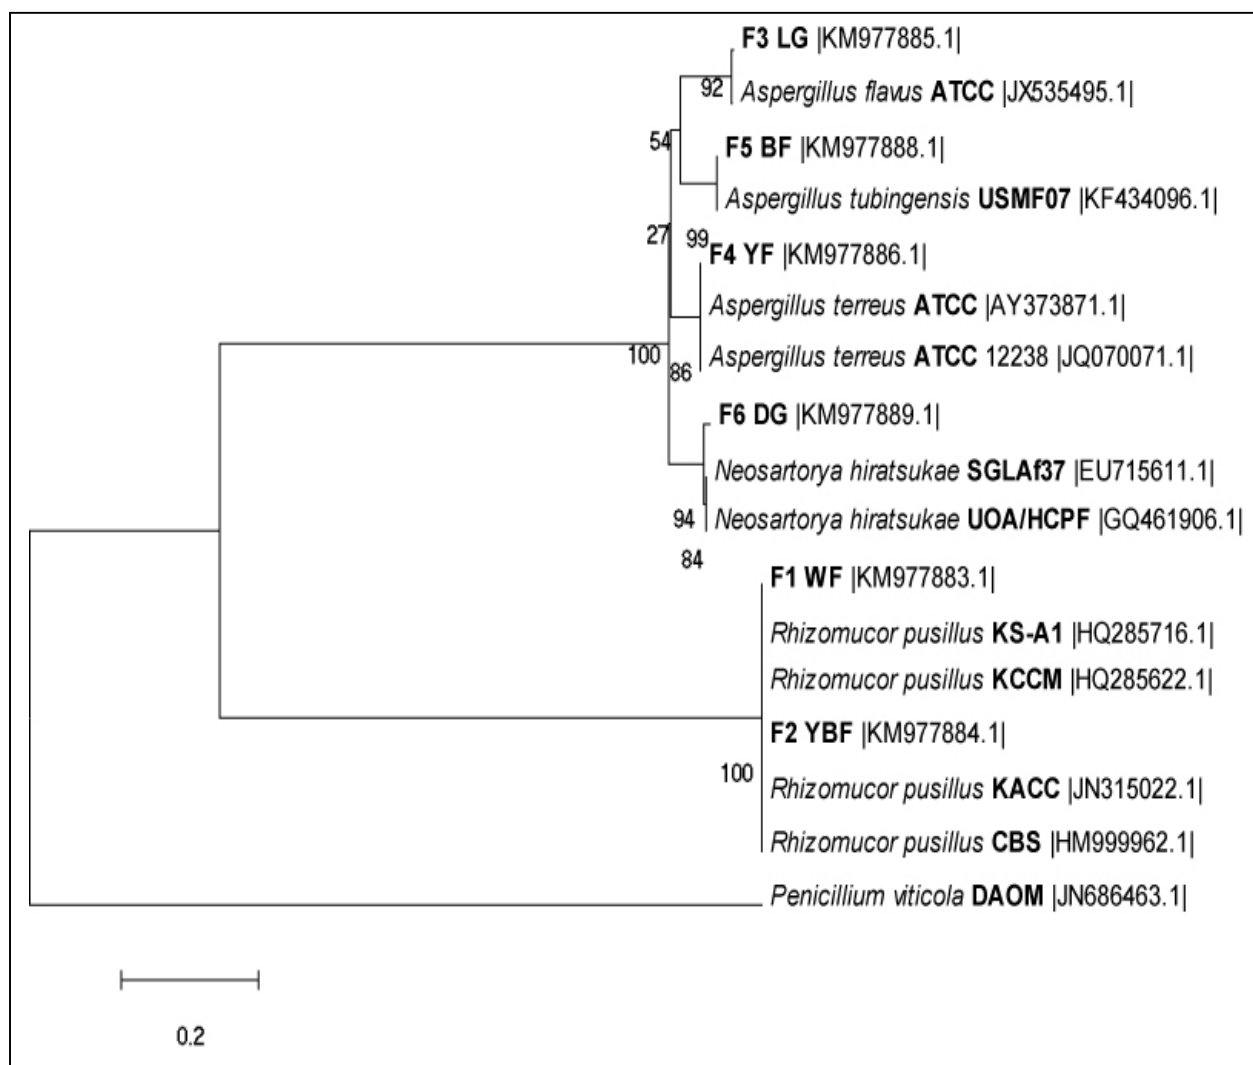 F3 LG |KM977885.1|
92
Aspergillus flavus ATCC |JX535495.1|
54
F5 BF |KM977888.1|
Aspergillus tubingensis USMF07 |KF434096.1|
27
99
F4 YF |KM977886.1|
Aspergillus terreus ATCC |AY373871.1|
100
Aspergillus terreus ATCC 12238 |JQ070071.1|
86
F6 DG |KM977889.1|
Neosartorya hiratsukae SGLAf37 |EU715611.1|
94
Neosartorya hiratsukae UOA/HCPF |GQ461906.1|
84
F1 WF |KM977883.1|
Rhizomucor pusillus KS-A1 |HQ285716.1|
Rhizomucor pusillus KCCM |HQ285622.1|
F2 YBF |KM977884.1|
100
Rhizomucor pusillus KACC |JN315022.1|
Rhizomucor pusillus CBS |HM999962.1|
Penicillium viticola DAOM |JN686463.1|
0.2